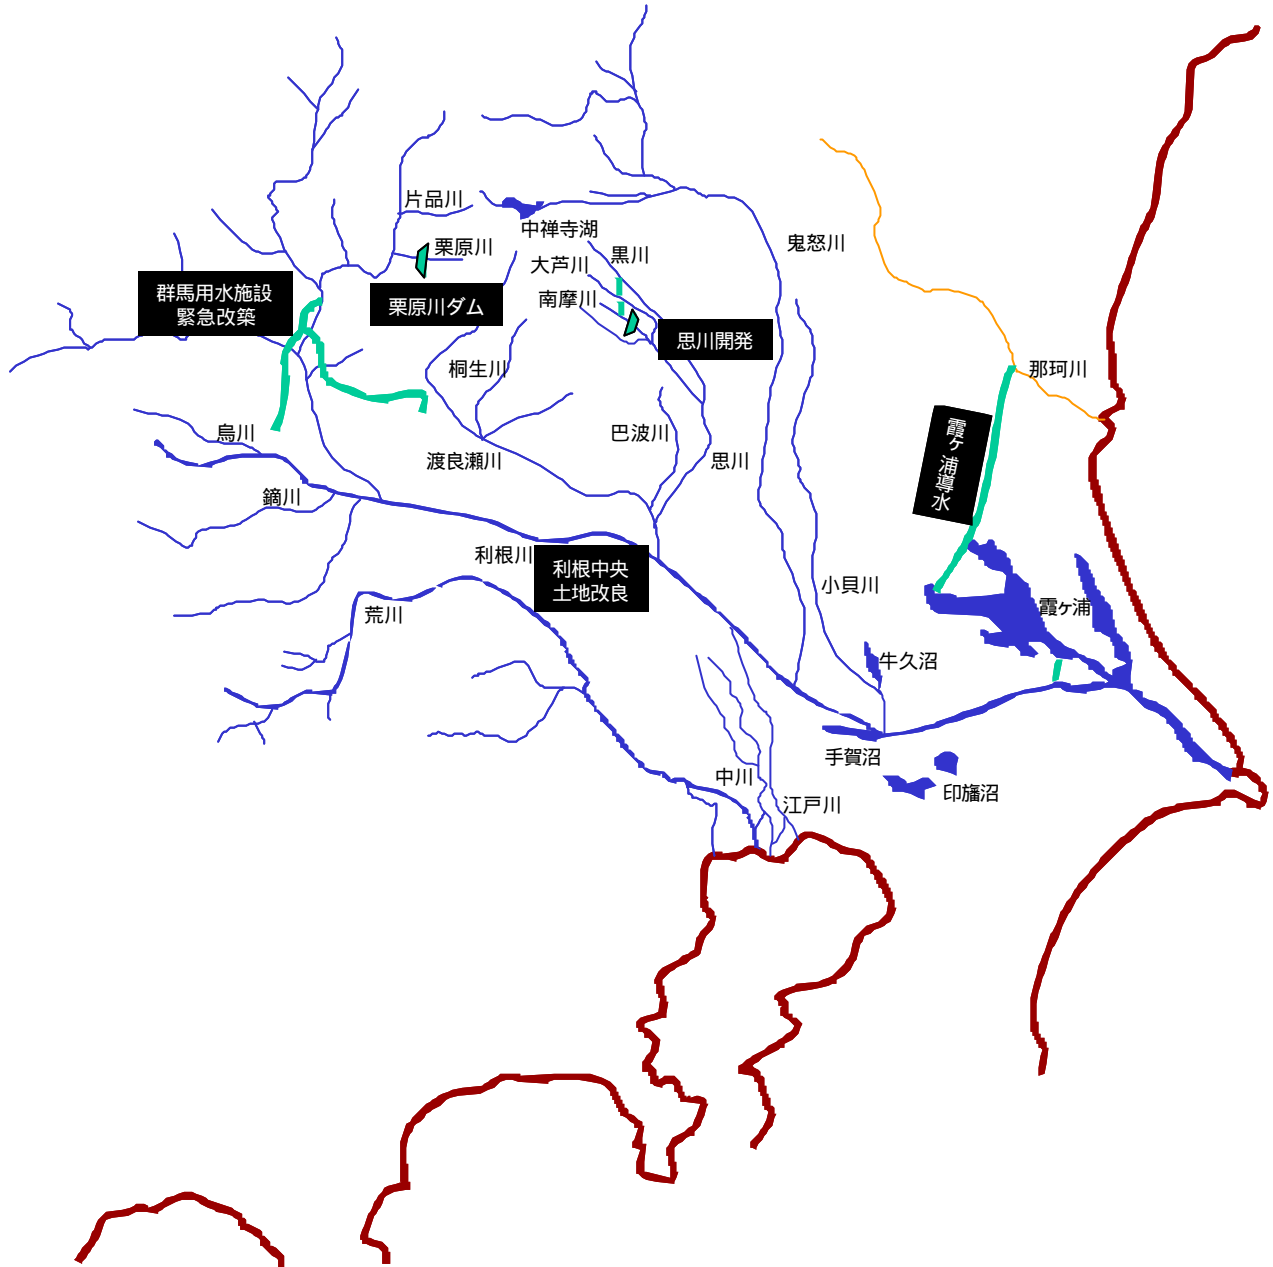 片品川
中禅寺湖
鬼怒川
栗原川
黒川
大芦川
南摩川
群馬用水施設
緊急改築
栗原川ダム
思川開発
桐生川
那珂川
烏川
巴波川
思川
渡良瀬川
霞ヶ浦導水
鏑川
利根川
利根中央
土地改良
小貝川
霞ヶ浦
荒川
牛久沼
手賀沼
中川
印旛沼
江戸川